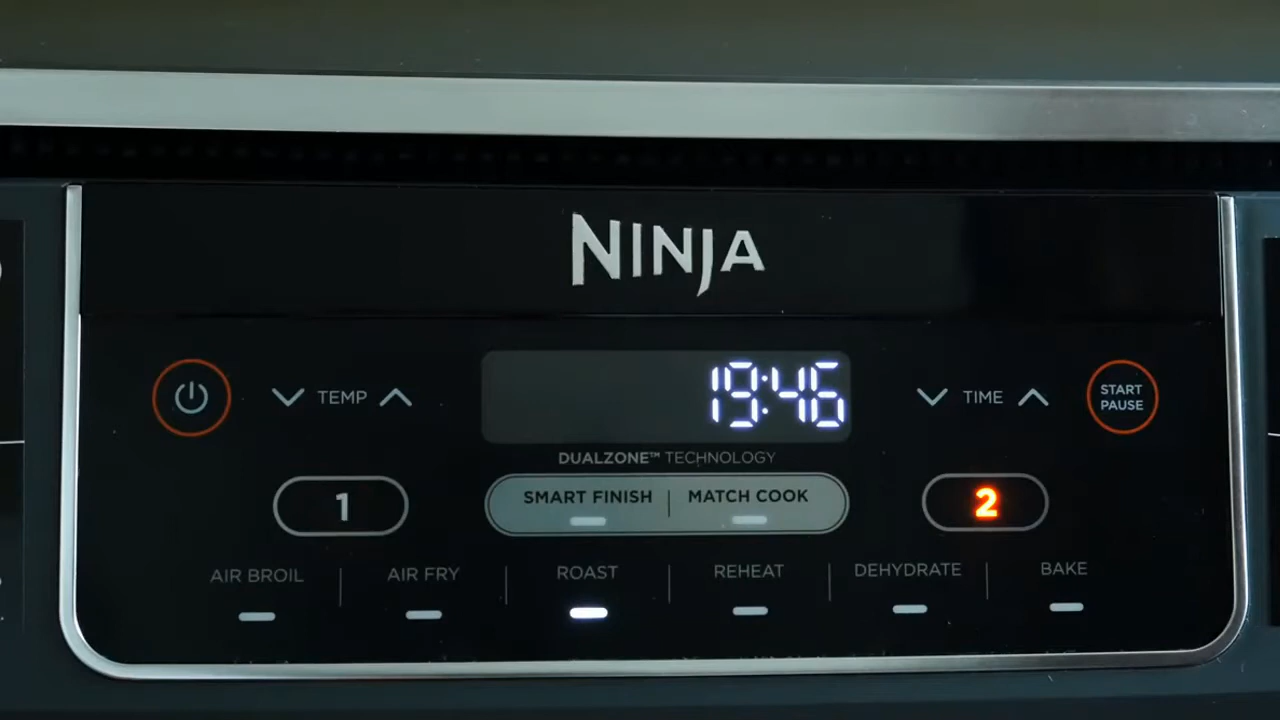 NINJA
TEMP
19:46
TIME
START
PAUSE
DUALZONE™ TECHNOLOGY
1
SMART FINISH
MATCH COOK
2
AIR BROIL
AIR FRY
ROAST
REHEAT
DEHYDRATE
BAKE